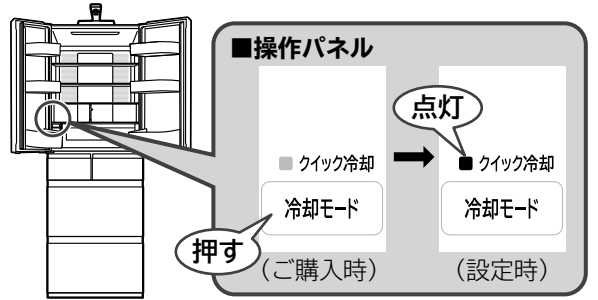 ■操作パネル
点灯
クイック冷却
冷却モード
押す
(ご購入時)
クイック冷却
冷却モード
(設定時)